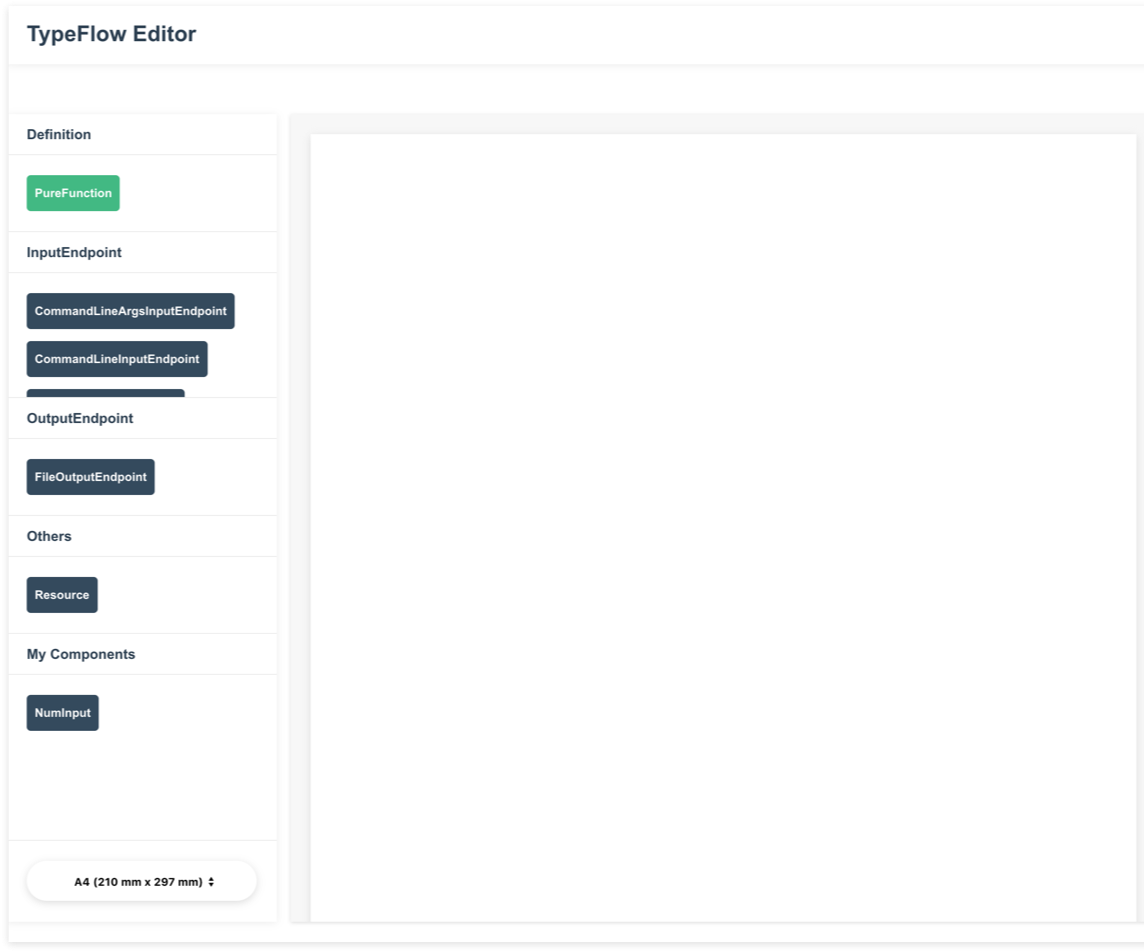 TypeFlow Editor
Definition
PureFunction
InputEndpoint
CommandLineArgsInputEndpoint
CommandLineInputEndpoint
OutputEndpoint
FileOutputEndpoint
Others
Resource
My Components
NumInput
A4 (210 mm x 297 mm)